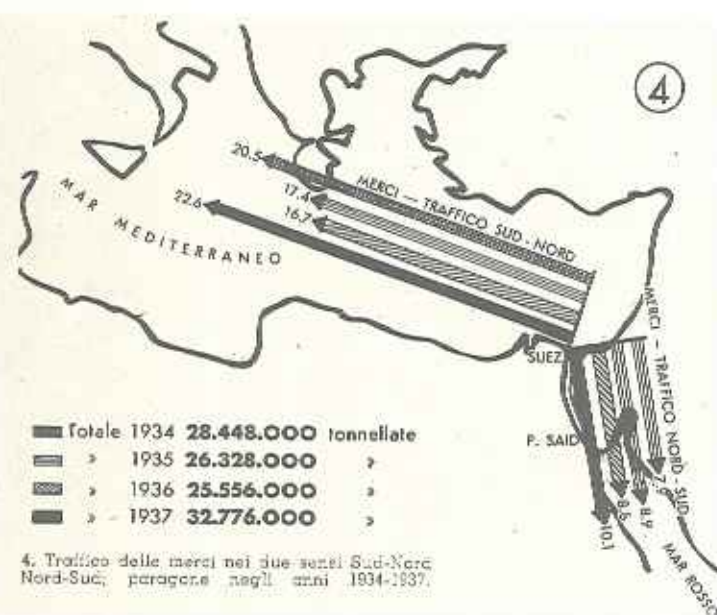 4
20.5
MERCI — TRAFFICO SUD - NORD
17.4
16.7
22.6
MAR MEDITERRANEO
SUEZ
MERCI — TRAFFICO NORD-SUD
P. SAID
7.9
8.9
8.6
10.1
MAR ROSSO
Totale 1934 28.448.000 tonnellate
» 1935 26.328.000 »
» 1936 25.556.000 »
» 1937 32.776.000 »
4. Traffico delle merci nei due sensi Sud-Nord
Nord-Sud; paragone negli anni 1934-1937.